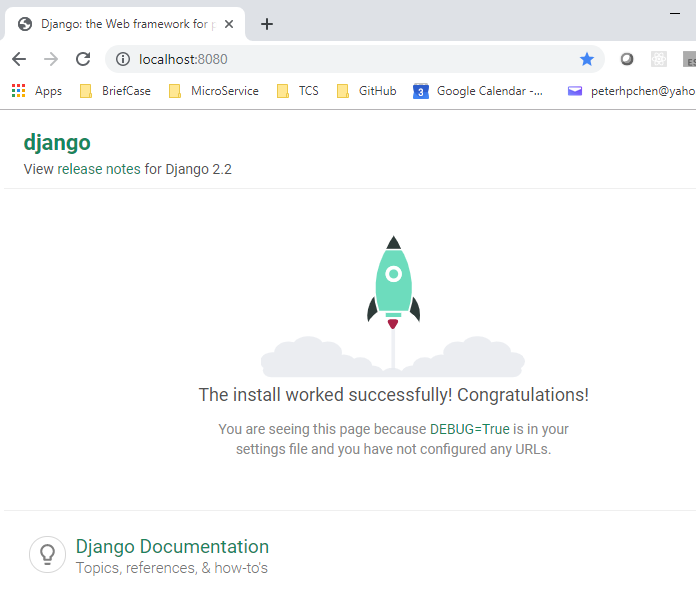 Django: the Web framework for p
localhost:8080
Apps BriefCase MicroService TCS GitHub 3 Google Calendar -... peterhpchen@yaho
django
View release notes for Django 2.2
The install worked successfully! Congratulations!
You are seeing this page because DEBUG=True is in your
settings file and you have not configured any URLs.
Django Documentation
Topics, references, & how-to's